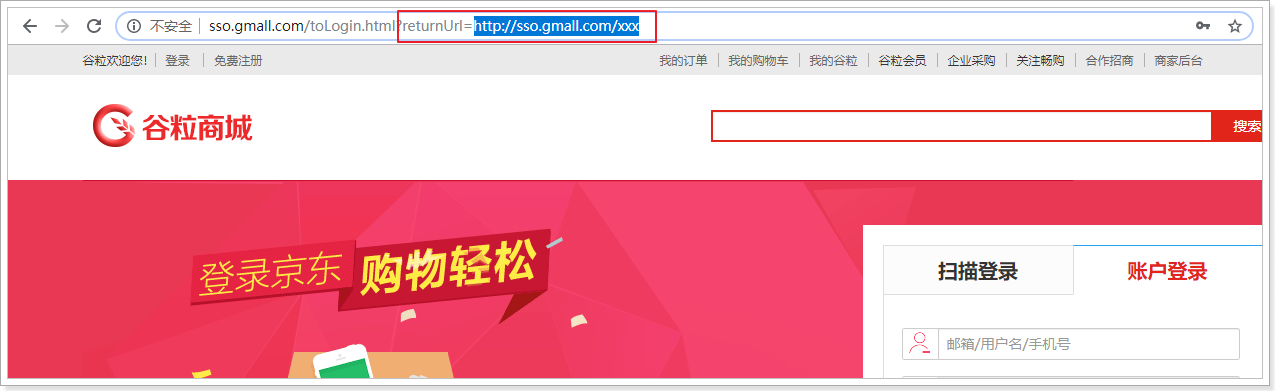 不安全 sso.gmall.com/toLogin.html?returnUrl=http://sso.gmall.com/xxx
谷粒欢迎您! 登录 免费注册 我的订单 我的购物车 我的谷粒 谷粒会员 企业采购 关注畅购 合作招商 商家后台
谷粒商城
搜索
登录京东 购物轻松
扫描登录 账户登录
邮箱/用户名/手机号